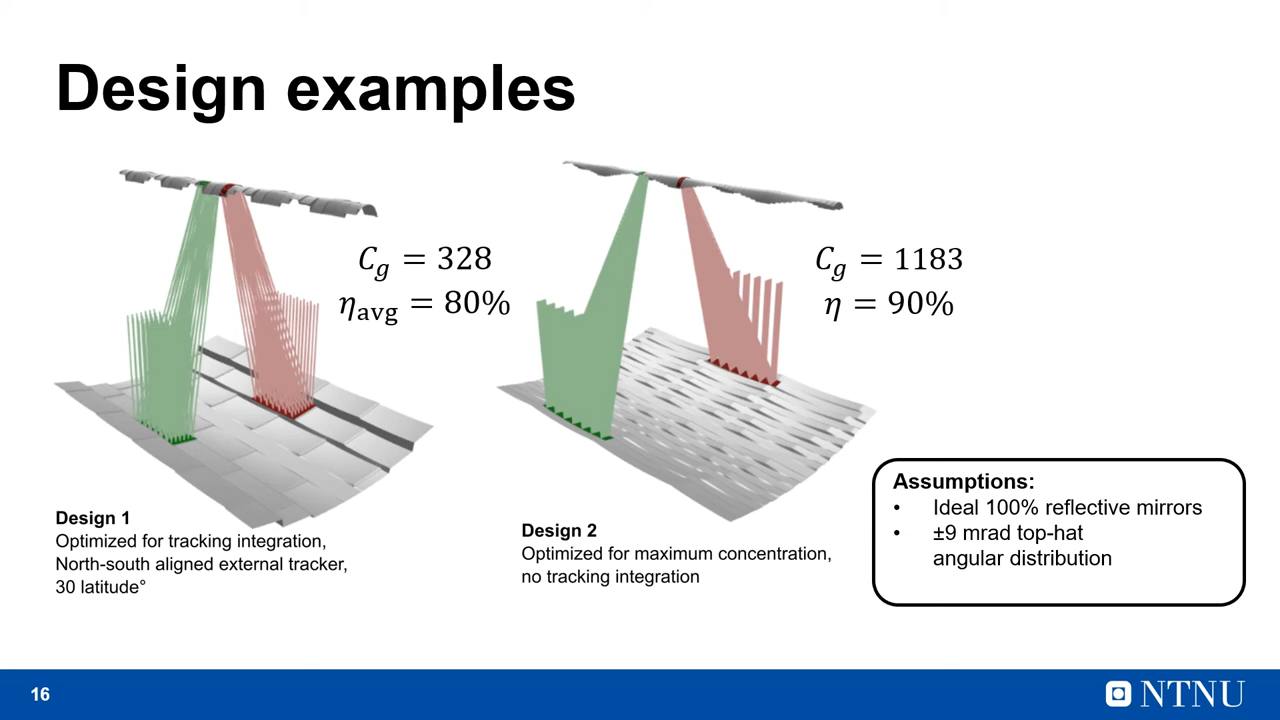 Design examples
C_g = 328
η_avg = 80%
C_g = 1183
η = 90%
Design 1
Optimized for tracking integration,
North-south aligned external tracker,
30 latitude°
Design 2
Optimized for maximum concentration,
no tracking integration
Assumptions:
• Ideal 100% reflective mirrors
• ±9 mrad top-hat
angular distribution
16
NTNU